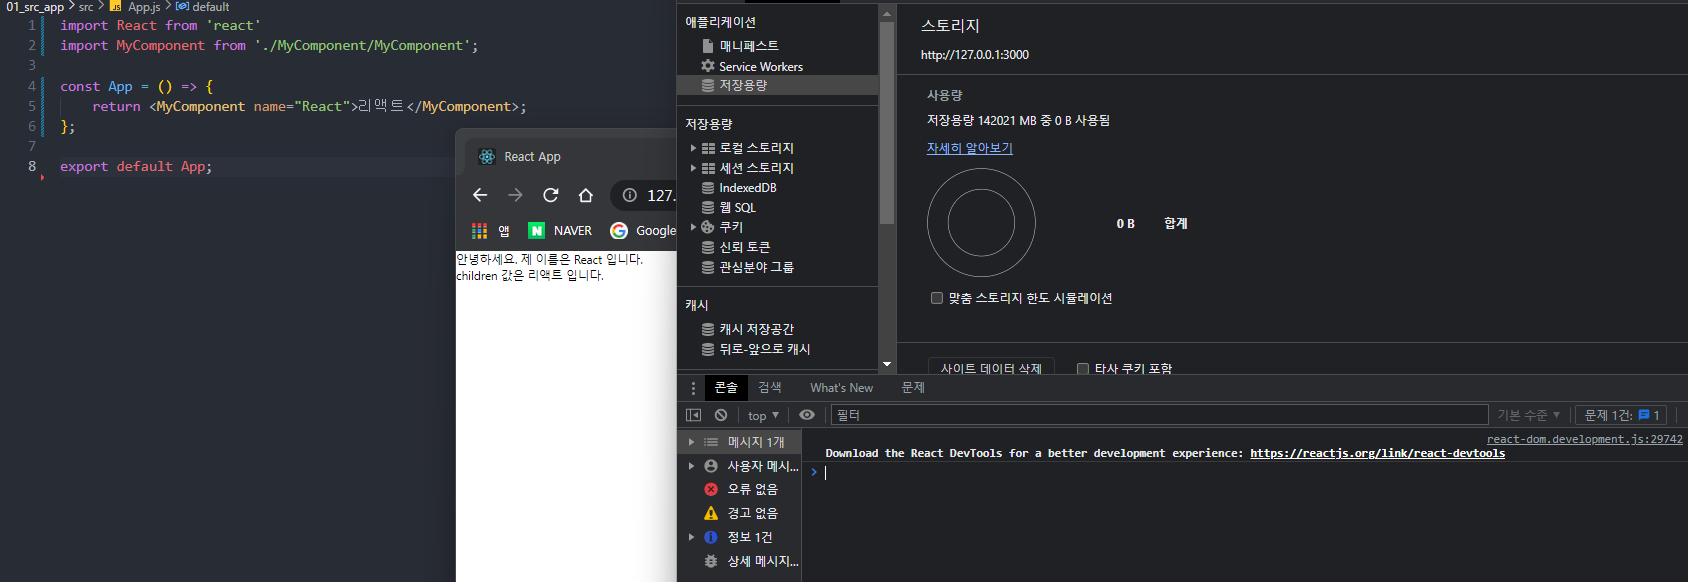 01_src_app > src > JS App.js > default
1 import React from 'react'
2 import MyComponent from './MyComponent/MyComponent';
3
4 const App = () => {
5 return <MyComponent name="React">리액트</MyComponent>;
6 };
7
8 export default App;
React App
127.
앱 NAVER Google
안녕하세요, 제 이름은 React 입니다.
children 값은 리액트 입니다.
애플리케이션
매니페스트
Service Workers
저장용량
저장용량
로컬 스토리지
세션 스토리지
IndexedDB
웹 SQL
쿠키
신뢰 토큰
관심분야 그룹
캐시
캐시 저장공간
뒤로-앞으로 캐시
스토리지
http://127.0.0.1:3000
사용량
저장용량 142021 MB 중 0 B 사용됨
자세히 알아보기
0 B 합계
맞춤 스토리지 한도 시뮬레이션
사이트 데이터 삭제 타사 쿠키 포함
콘솔 검색 What's New 문제
top ▼ 필터 기본 수준 ▼ 문제 1건: 1
메시지 1개
사용자 메시...
오류 없음
경고 없음
정보 1건
상세 메시지...
react-dom.development.js:29742
Download the React DevTools for a better development experience: https://reactjs.org/link/react-devtools
>